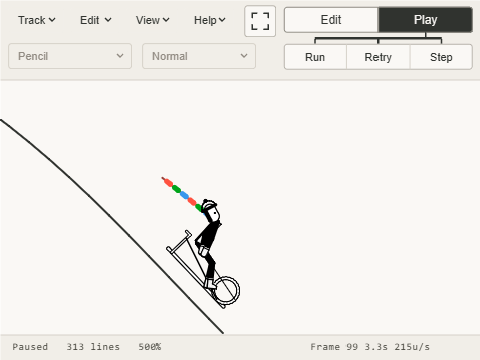 Track Edit View Help Edit Play
Pencil Normal Run Retry Step
Paused 313 lines 500% Frame 99 3.3s 215u/s